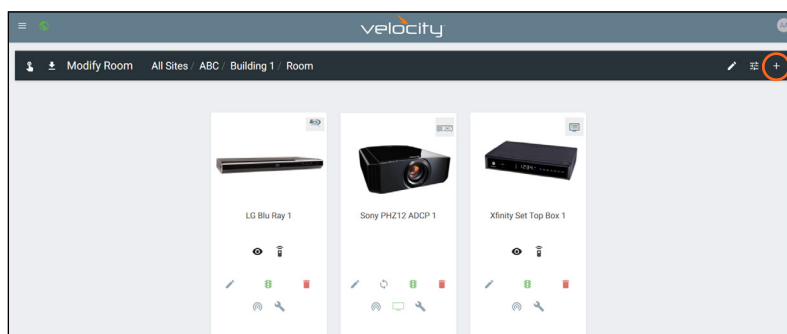 velocity
Modify Room All Sites / ABC / Building 1 / Room
LG Blu Ray 1
Sony PHZ12 ADCP 1
Xfinity Set Top Box 1